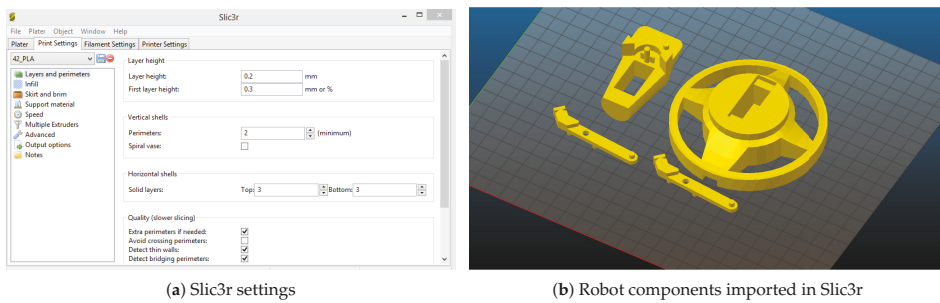 Slic3r
File Plater Object Window Help
Plater Print Settings Filament Settings Printer Settings
42_PLA
Layers and perimeters
Infill
Skirt and brim
Support material
Speed
Multiple Extruders
Advanced
Output options
Notes
Layer height
Layer height: 0.2 mm
First layer height: 0.3 mm or %
Vertical shells
Perimeters: 2 (minimum)
Spiral vase:
Horizontal shells
Solid layers: Top: 3 Bottom: 3
Quality (slower slicing)
Extra perimeters if needed:
Avoid crossing perimeters:
Detect thin walls:
Detect bridging perimeters:
(a) Slic3r settings
(b) Robot components imported in Slic3r